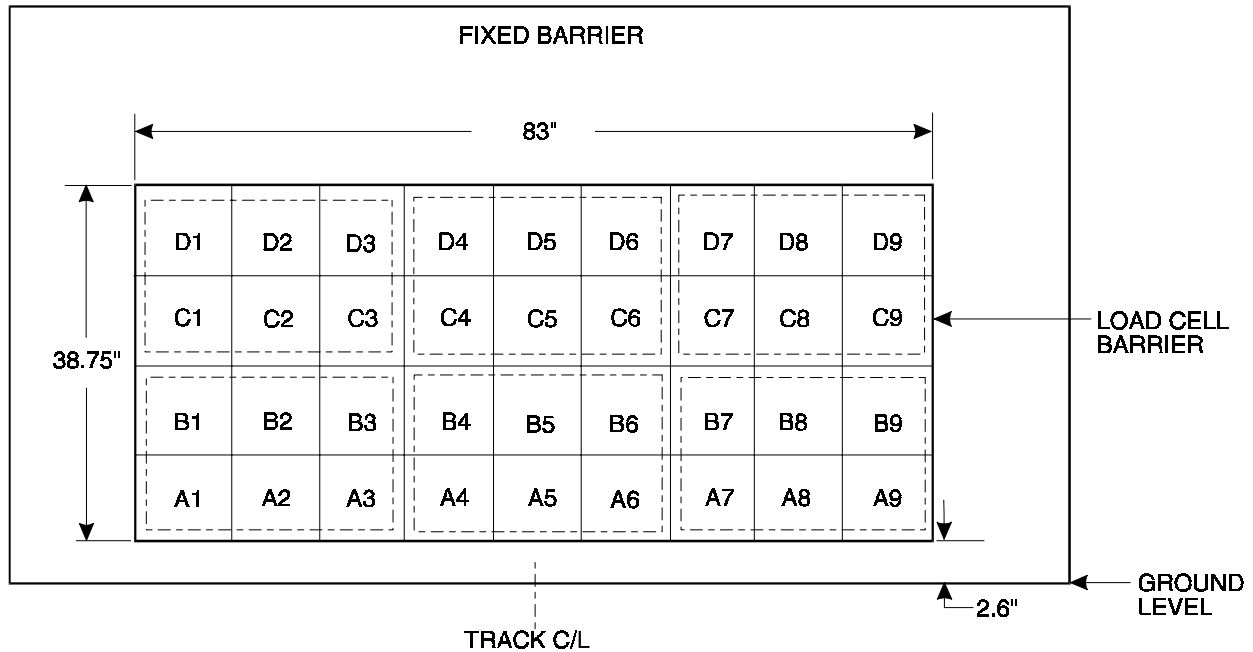 FIXED BARRIER
83"
D1 D2 D3 D4 D5 D6 D7 D8 D9
C1 C2 C3 C4 C5 C6 C7 C8 C9
LOAD CELL
BARRIER
38.75"
B1 B2 B3 B4 B5 B6 B7 B8 B9
A1 A2 A3 A4 A5 A6 A7 A8 A9
GROUND
LEVEL
2.6"
TRACK C/L